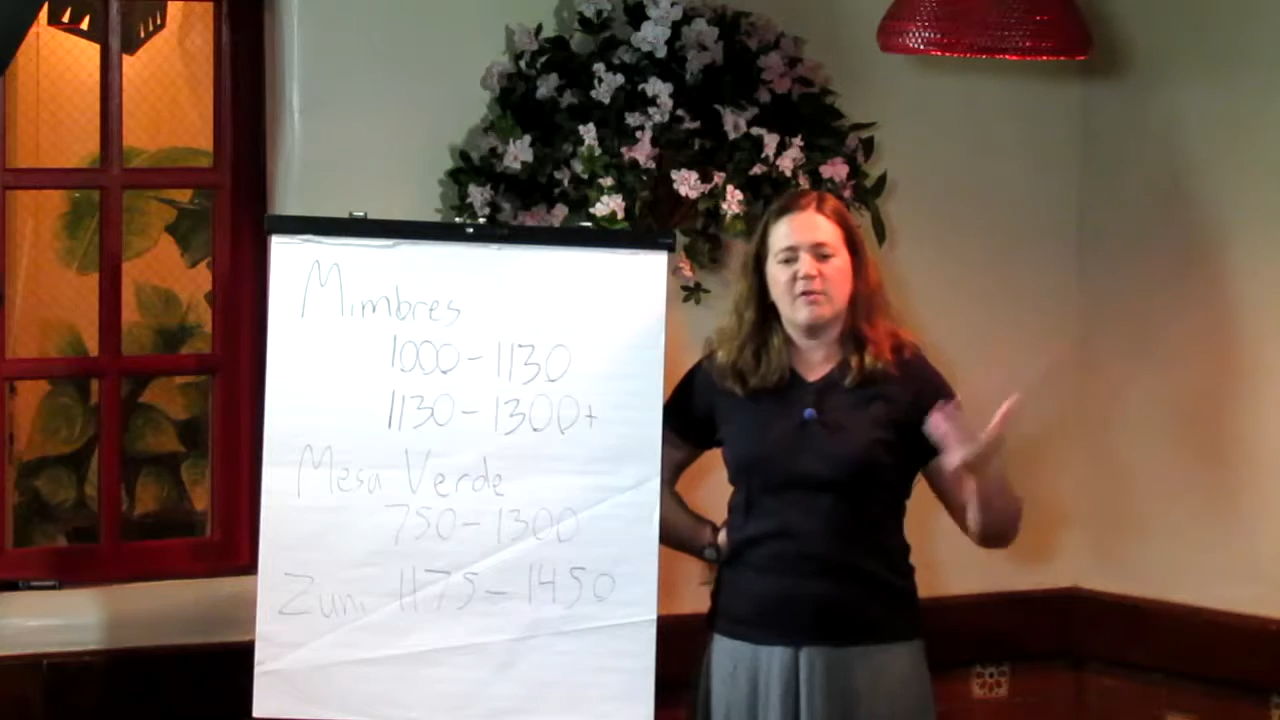 Mimbres
1000-1130
1130-1300+
Mesa Verde
750-1300
Zuni 1175-1450